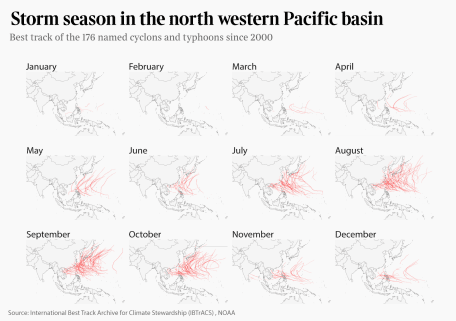 Storm season in the north western Pacific basin
Best track of the 176 named cyclons and typhoons since 2000
January February March April
May June July August
September October November December
Source: International Best Track Archive for Climate Stewardship (IBTrACS) , NOAA